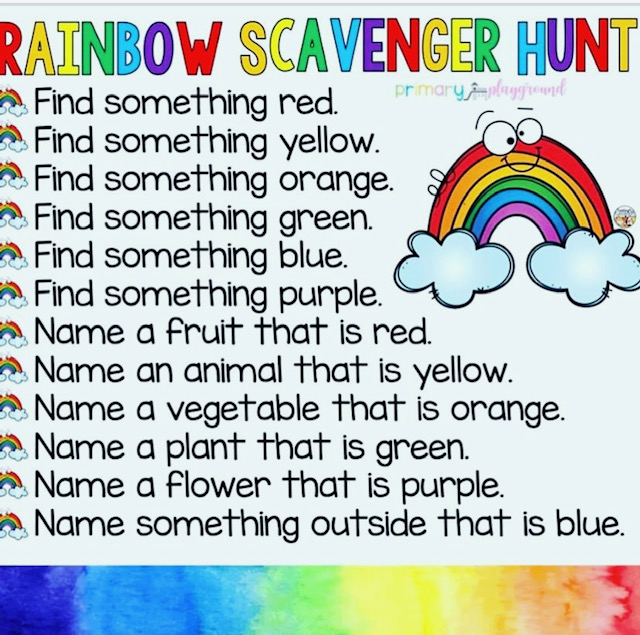 RAINBOW SCAVENGER HUNT
primary playground
Find something red.
Find something yellow.
Find something orange.
Find something green.
Find something blue.
Find something purple.
Name a fruit that is red.
Name an animal that is yellow.
Name a vegetable that is orange.
Name a plant that is green.
Name a flower that is purple.
Name something outside that is blue.